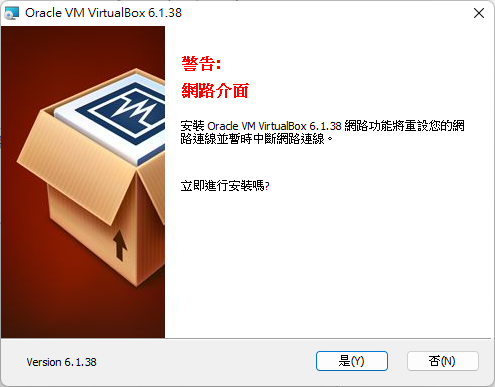 Oracle VM VirtualBox 6.1.38
警告:
網路介面
安裝 Oracle VM VirtualBox 6.1.38 網路功能將重設您的網
路連線並暫時中斷網路連線。
立即進行安裝嗎?
Version 6.1.38
是(Y)
否(N)